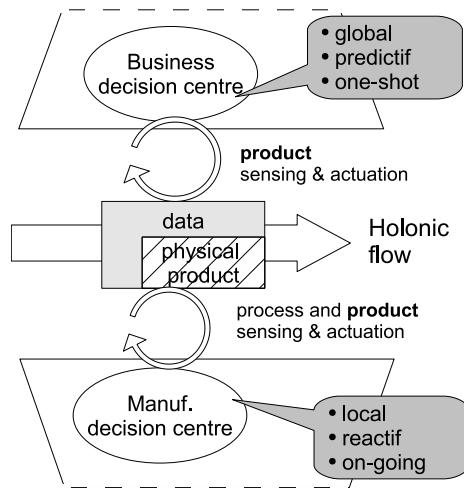 Business
decision centre
• global
• predictif
• one-shot
product
sensing & actuation
data
physical
product
Holonic
flow
process and product
sensing & actuation
Manuf.
decision centre
• local
• reactif
• on-going